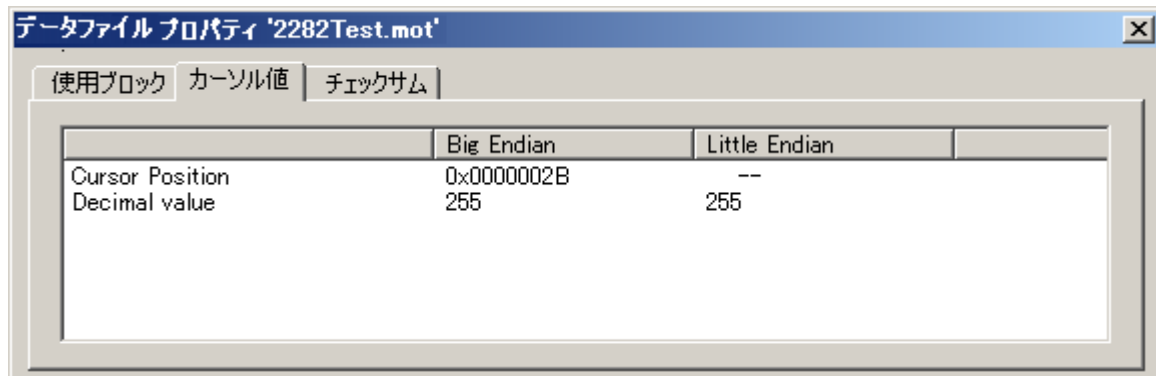 データファイル プロパティ '2282Test.mot'
使用ブロック カーソル値 チェックサム
Big Endian Little Endian
Cursor Position 0x0000002B --
Decimal value 255 255